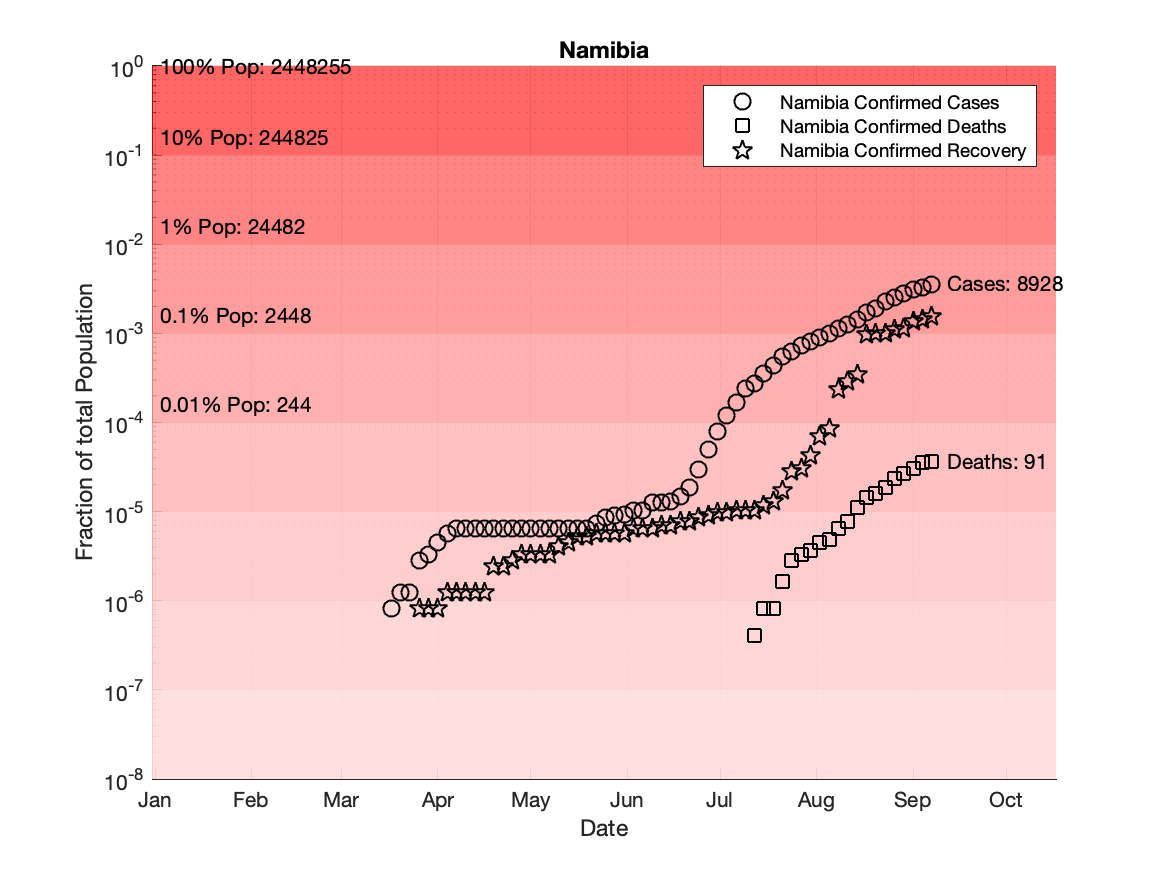 Namibia
10^0
10^-1
10^-2
10^-3
10^-4
10^-5
10^-6
10^-7
10^-8
Fraction of total Population
100% Pop: 2448255
10% Pop: 244825
1% Pop: 24482
0.1% Pop: 2448
0.01% Pop: 244
Namibia Confirmed Cases
Namibia Confirmed Deaths
Namibia Confirmed Recovery
Cases: 8928
Deaths: 91
Jan Feb Mar Apr May Jun Jul Aug Sep Oct
Date